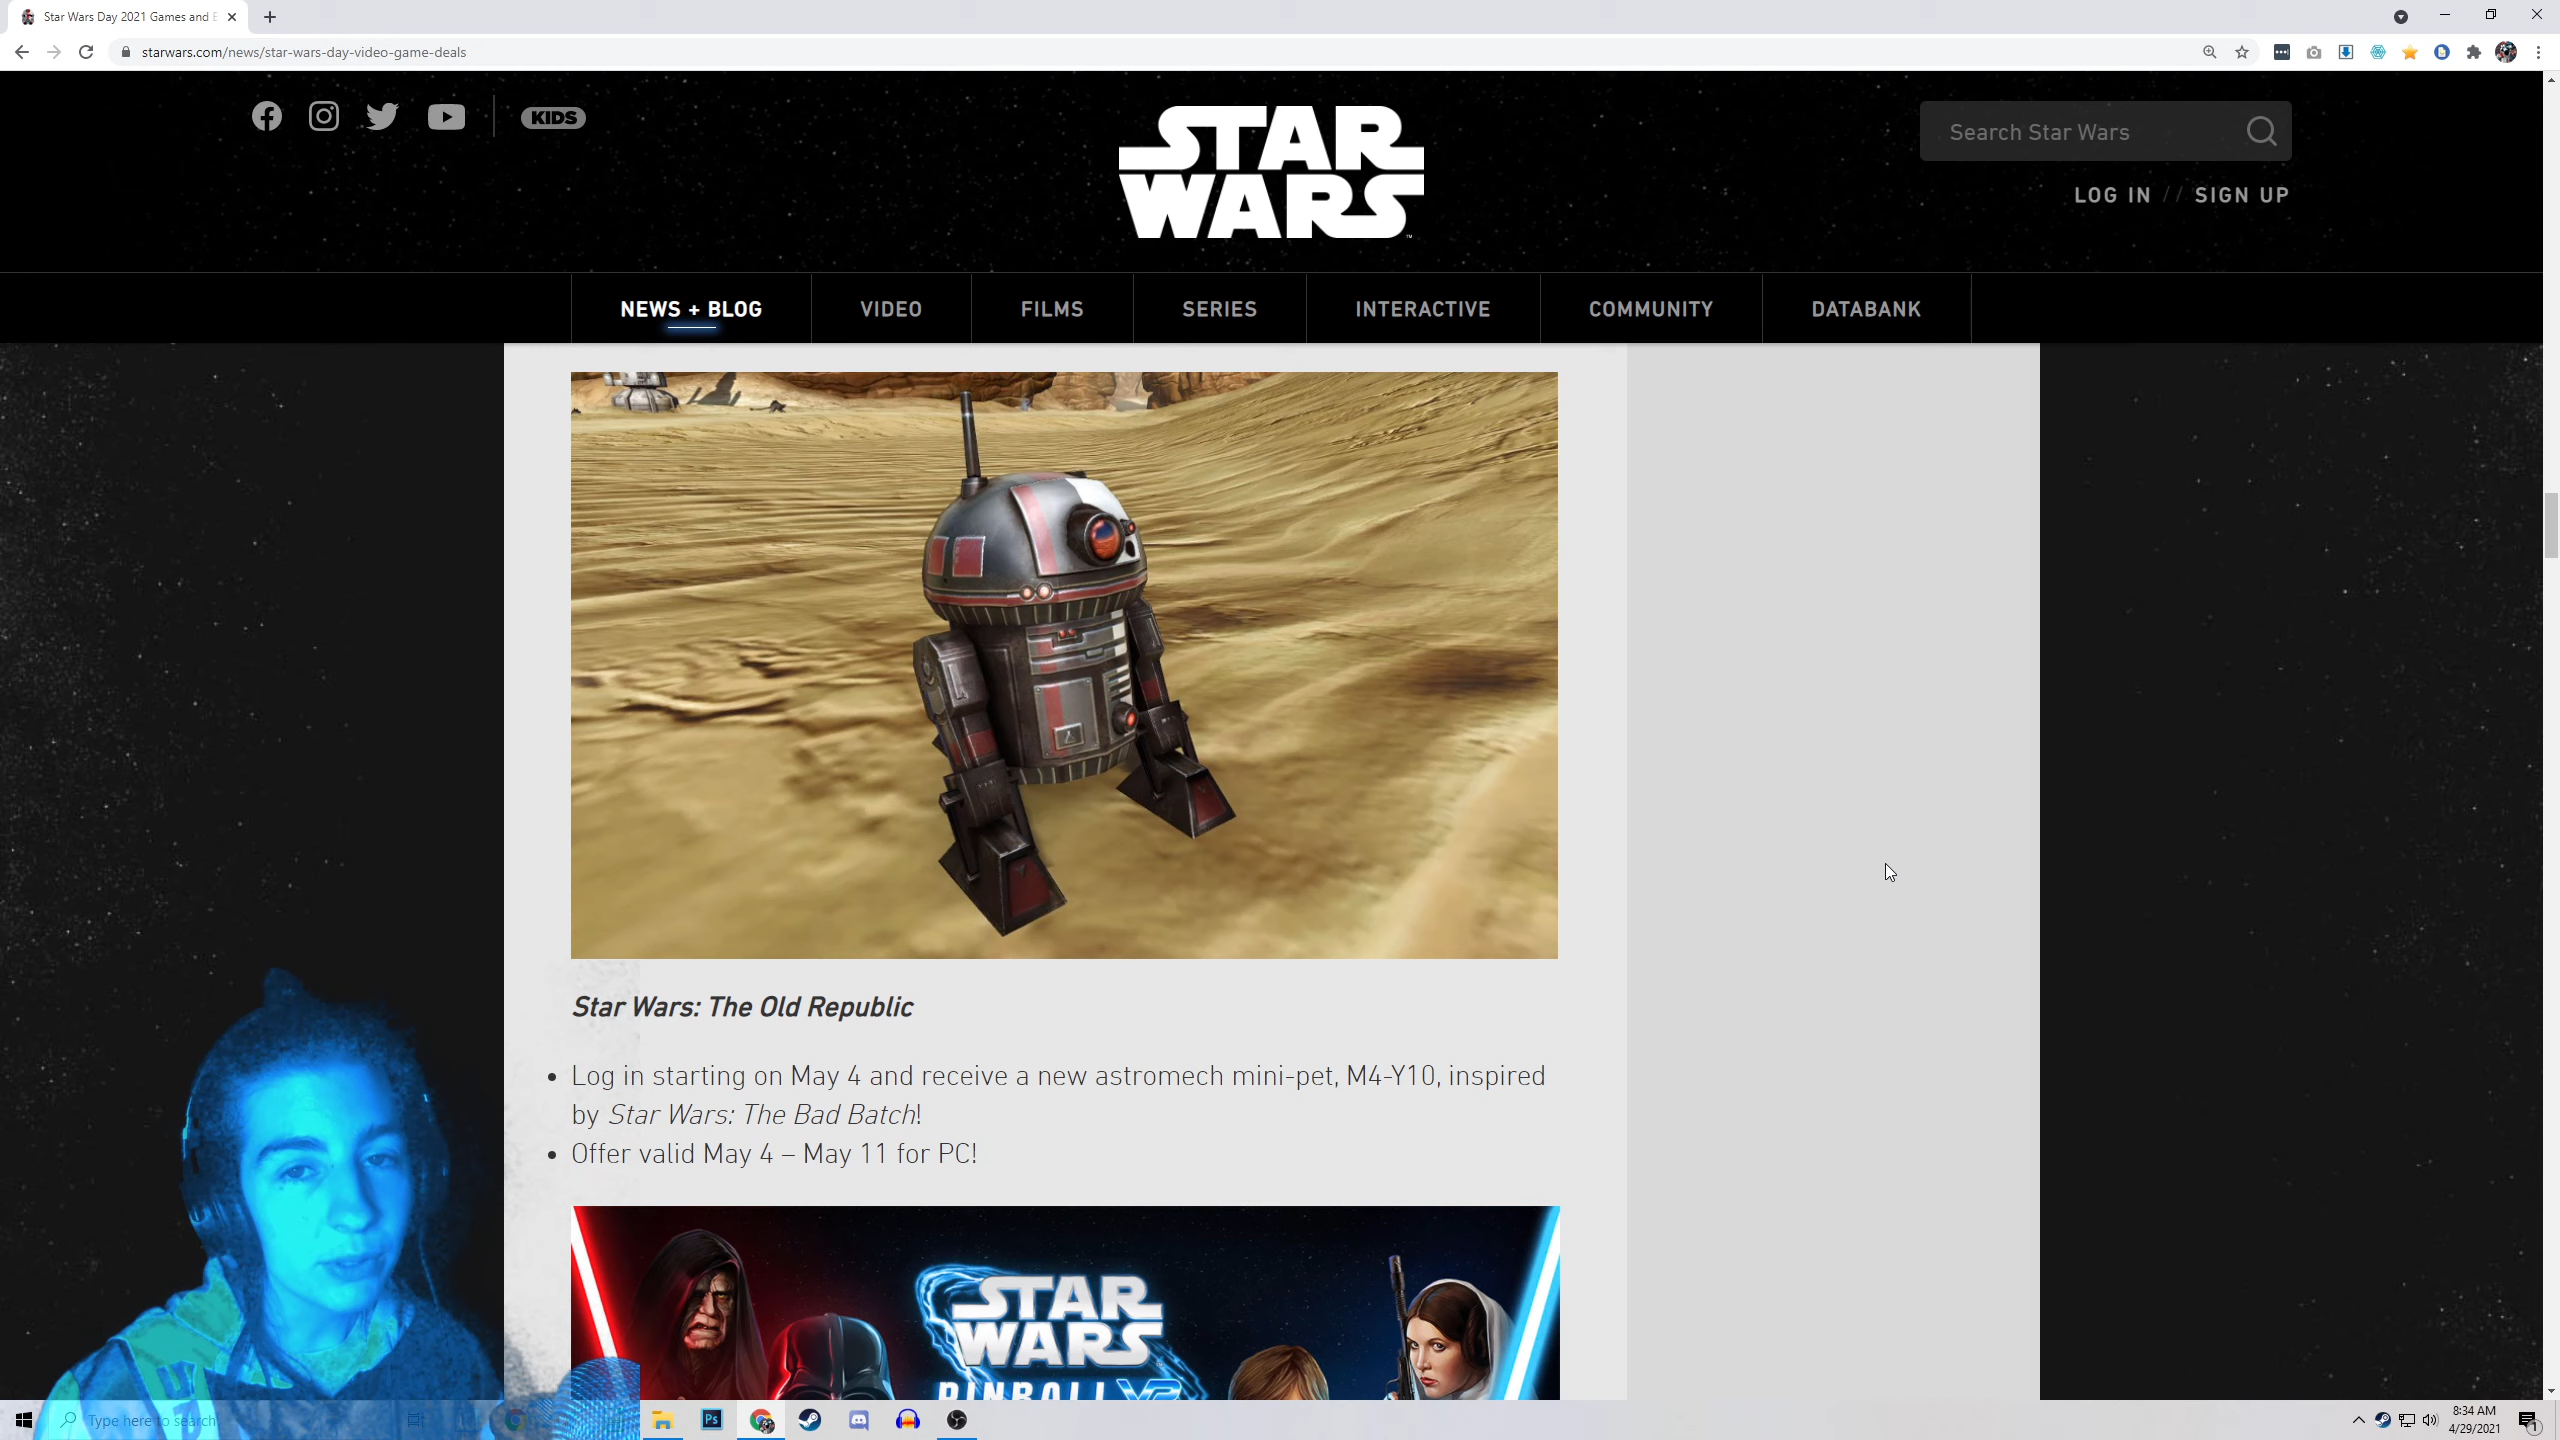 Star Wars Day 2021 Games and E
starwars.com/news/star-wars-day-video-game-deals
KIDS
STAR
WARS
Search Star Wars
LOG IN // SIGN UP
NEWS + BLOG
VIDEO
FILMS
SERIES
INTERACTIVE
COMMUNITY
DATABANK
Star Wars: The Old Republic
• Log in starting on May 4 and receive a new astromech mini-pet, M4-Y10, inspired
by Star Wars: The Bad Batch!
• Offer valid May 4 – May 11 for PC!
STAR
WARS
PINBALL VR
Type here to search
Ps
8:34 AM
4/29/2021
1